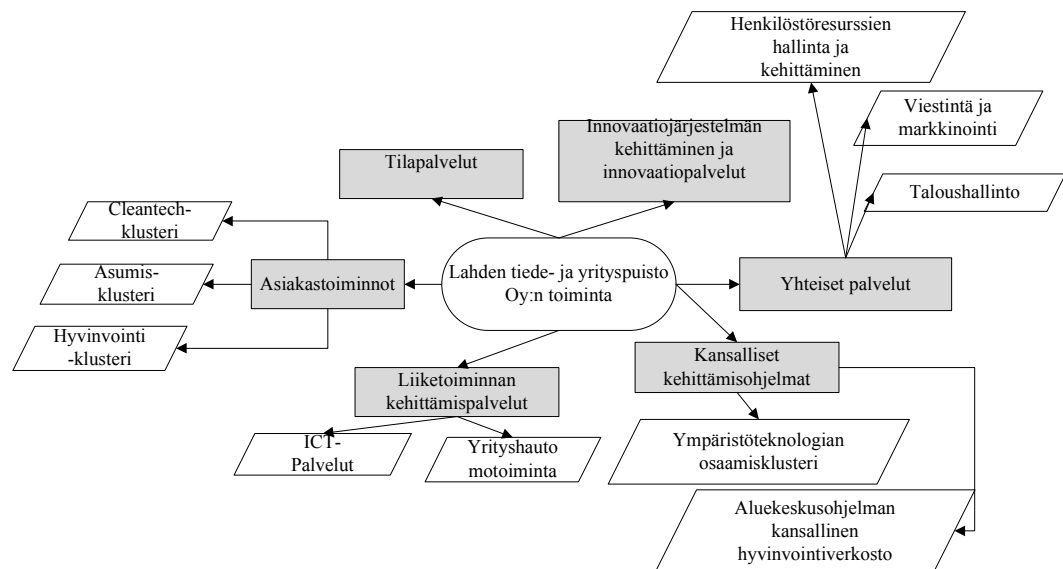 Henkilöstöresurssien
hallinta ja
kehittäminen
Viestintä ja
markkinointi
Innovaatiojärjestelmän
kehittäminen ja
innovaatiopalvelut
Tilapalvelut
Taloushallinto
Cleantech-
klusteri
Asumis-
klusteri
Asiakastoiminnot
Lahden tiede- ja yrityspuisto
Oy:n toiminta
Yhteiset palvelut
Hyvinvointi
-klusteri
Liiketoiminnan
kehittämispalvelut
Kansalliset
kehittämisohjelmat
ICT-
Palvelut
Yrityshauto
motoiminta
Ympäristöteknologian
osaamisklusteri
Aluekeskusohjelman
kansallinen
hyvinvointiverkosto